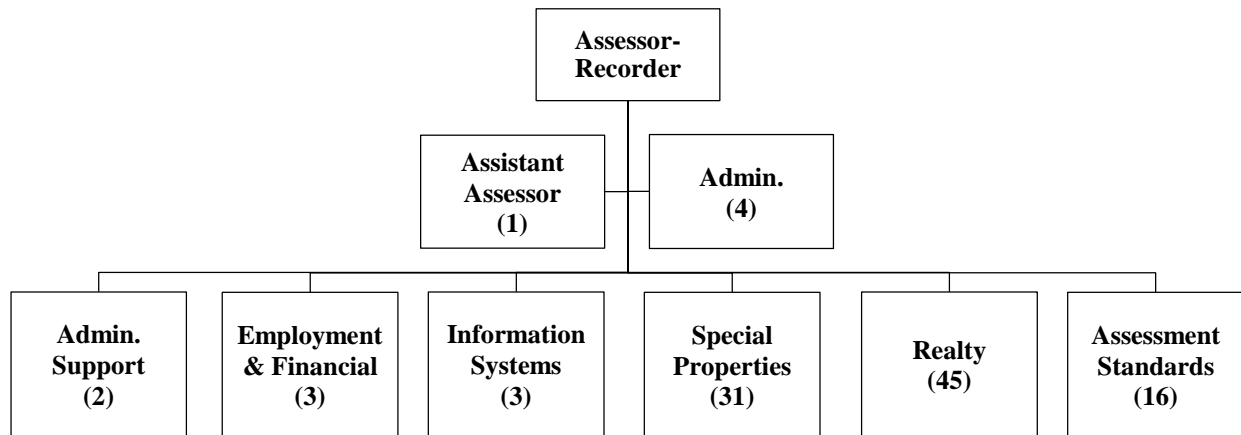 Assessor-
Recorder
Assistant
Assessor
(1)
Admin.
(4)
Admin.
Support
(2)
Employment
& Financial
(3)
Information
Systems
(3)
Special
Properties
(31)
Realty
(45)
Assessment
Standards
(16)